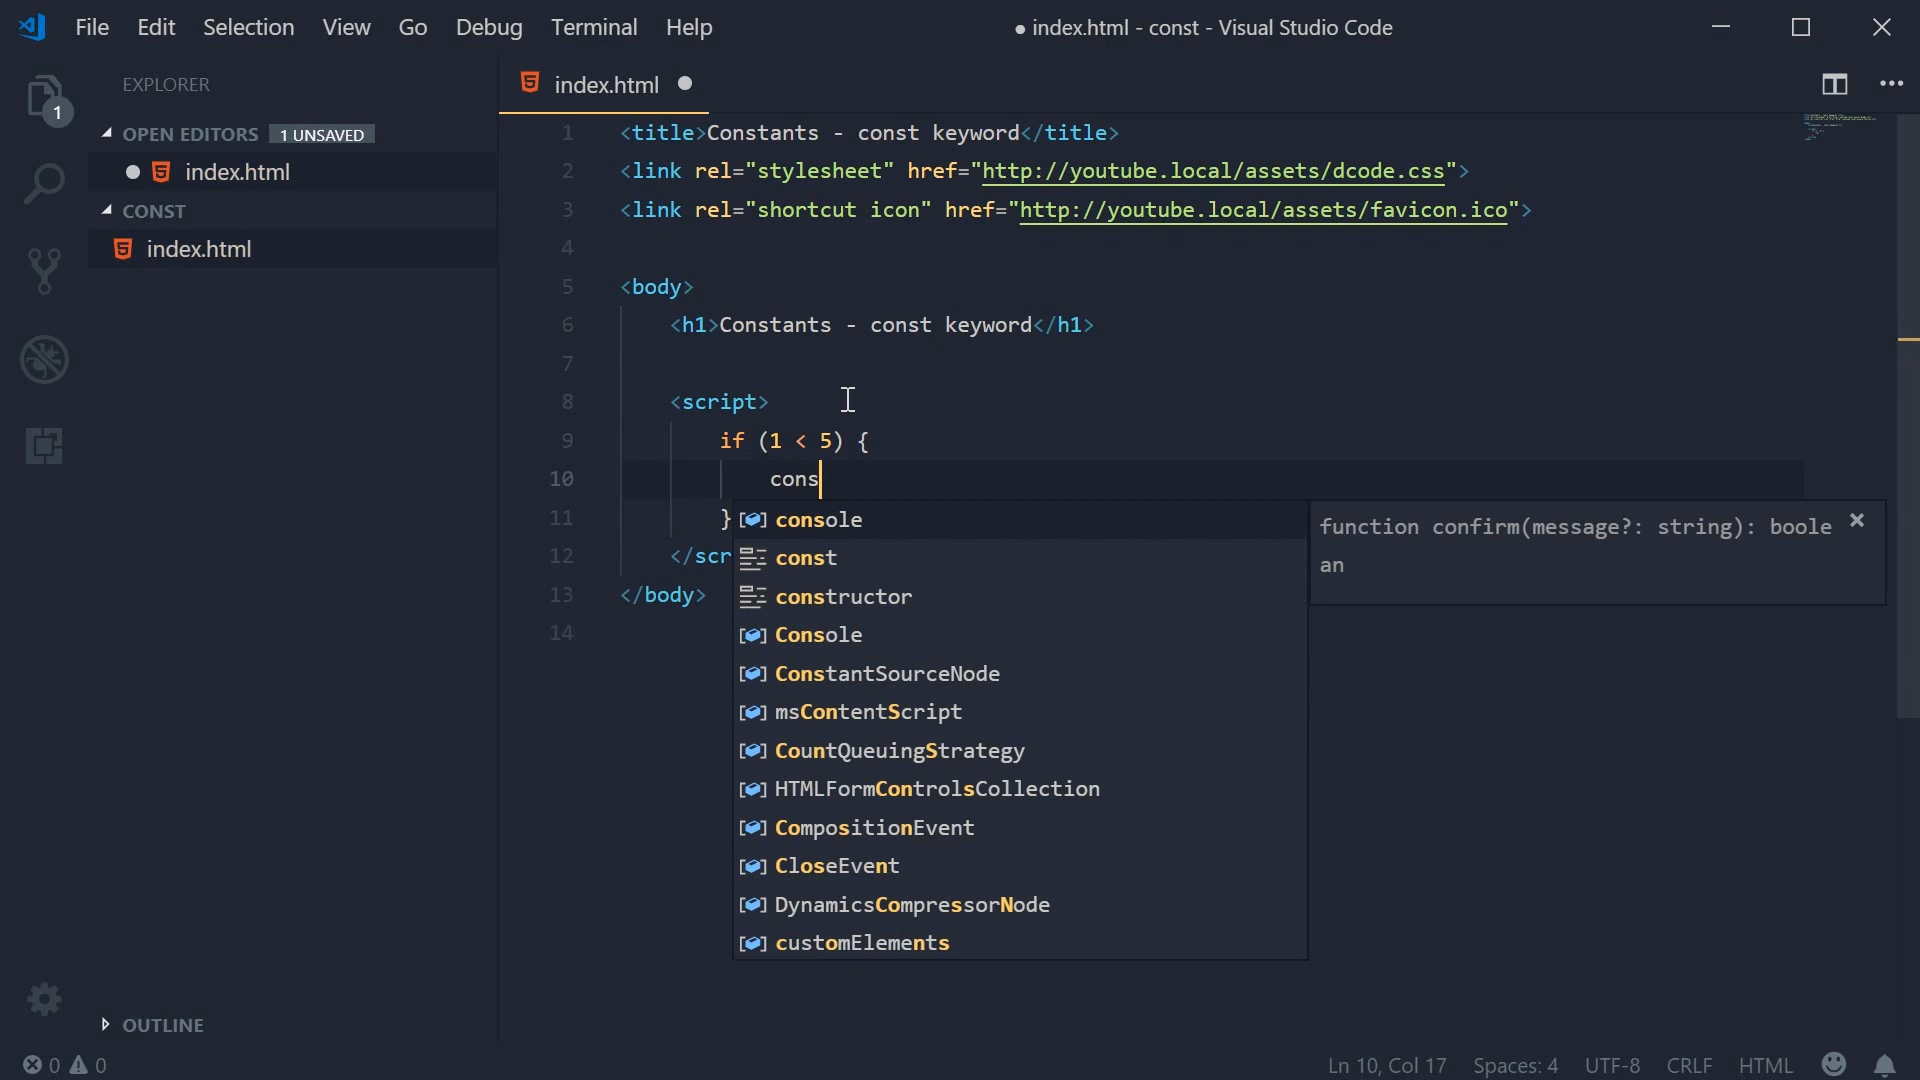 File Edit Selection View Go Debug Terminal Help
● index.html - const - Visual Studio Code
EXPLORER
1
OPEN EDITORS 1 UNSAVED
index.html
CONST
index.html
OUTLINE
index.html
1 <title>Constants - const keyword</title>
2 <link rel="stylesheet" href="http://youtube.local/assets/dcode.css">
3 <link rel="shortcut icon" href="http://youtube.local/assets/favicon.ico">
4
5 <body>
6 <h1>Constants - const keyword</h1>
7
8 <script>
9 if (1 < 5) {
10 cons
11 }
12 </scr
13 </body>
14
console
const
constructor
Console
ConstantSourceNode
msContentScript
CountQueuingStrategy
HTMLFormControlsCollection
CompositionEvent
CloseEvent
DynamicsCompressorNode
customElements
function confirm(message?: string): boole
an
0 0
Ln 10, Col 17 Spaces: 4 UTF-8 CRLF HTML